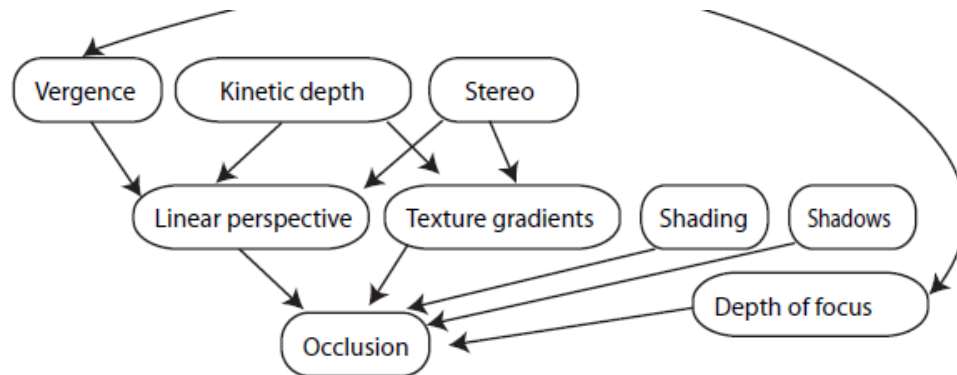 Vergence
Kinetic depth
Stereo
Linear perspective
Texture gradients
Shading
Shadows
Depth of focus
Occlusion